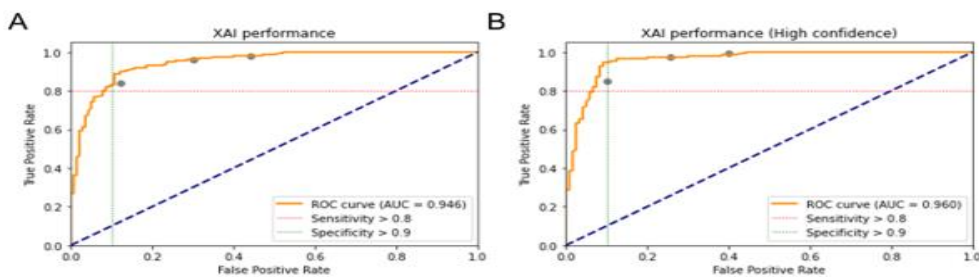 A
XAI performance
True Positive Rate
1.0
0.8
0.6
0.4
0.2
0.0
ROC curve (AUC = 0.946)
Sensitivity > 0.8
Specificity > 0.9
0.0 0.2 0.4 0.6 0.8 1.0
False Positive Rate
B
XAI performance (High confidence)
True Positive Rate
1.0
0.8
0.6
0.4
0.2
0.0
ROC curve (AUC = 0.960)
Sensitivity > 0.8
Specificity > 0.9
0.0 0.2 0.4 0.6 0.8 1.0
False Positive Rate